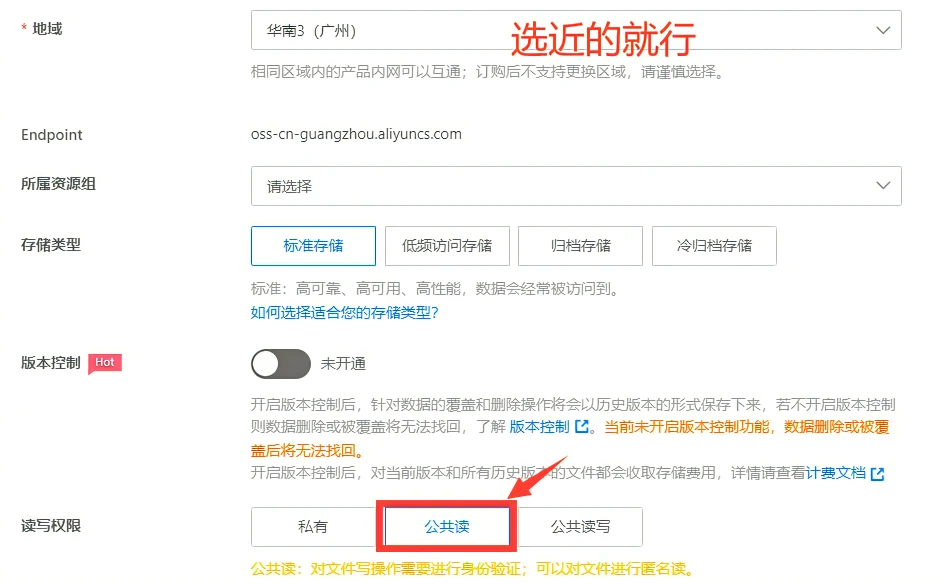 * 地域
华南3（广州）
选近的就行
相同区域内的产品内网可以互通；订购后不支持更换区域，请谨慎选择。
Endpoint
oss-cn-guangzhou.aliyuncs.com
所属资源组
请选择
存储类型
标准存储
低频访问存储
归档存储
冷归档存储
标准：高可靠、高可用、高性能，数据会经常被访问到。
如何选择适合您的存储类型？
版本控制 Hot
未开通
开启版本控制后，针对数据的覆盖和删除操作将会以历史版本的形式保存下来，若不开启版本控制
则数据删除或被覆盖将无法找回，了解 版本控制。当前未开启版本控制功能，数据删除或被覆
盖后将无法找回。
开启版本控制后，对当前版本和所有历史版本的文件都会收取存储费用，详情请查看计费文档
读写权限
私有
公共读
公共读写
公共读：对文件写操作需要进行身份验证；可以对文件进行匿名读。